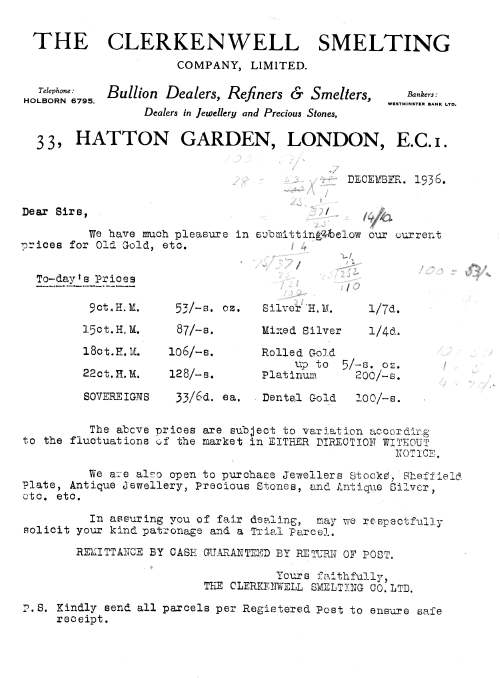 THE CLERKENWELL SMELTING
COMPANY, LIMITED.
Telephone:
HOLBORN 6795.
Bullion Dealers, Refiners & Smelters,
Bankers:
WESTMINSTER BANK LTD.
Dealers in Jewellery and Precious Stones,
33, HATTON GARDEN, LONDON, E.C.1.
DECEMBER. 1936.
Dear Sirs,
We have much pleasure in submitting below our current
prices for Old Gold, etc.
100 = 53/-
To-day's Prices
9ct.H.M. 53/-s. oz. Silver H.M. 1/7d.
15ct.H.M. 87/-s. Mixed Silver 1/4d.
18ct.H.M. 106/-s. Rolled Gold
up to 5/-s. oz.
22ct.H.M. 128/-s. Platinum 200/-s.
SOVEREIGNS 33/6d. ea. Dental Gold 100/-s.
The above prices are subject to variation according
to the fluctuations of the market in EITHER DIRECTION WITHOUT
NOTICE.
We are also open to purchase Jewellers Stocks, Sheffield
Plate, Antique Jewellery, Precious Stones, and Antique Silver,
etc. etc.
In assuring you of fair dealing, may we respectfully
solicit your kind patronage and a Trial Parcel.
REMITTANCE BY CASH GUARANTEED BY RETURN OF POST.
Yours faithfully,
THE CLERKENWELL SMELTING CO.LTD.
P.S. Kindly send all parcels per Registered Post to ensure safe
receipt.